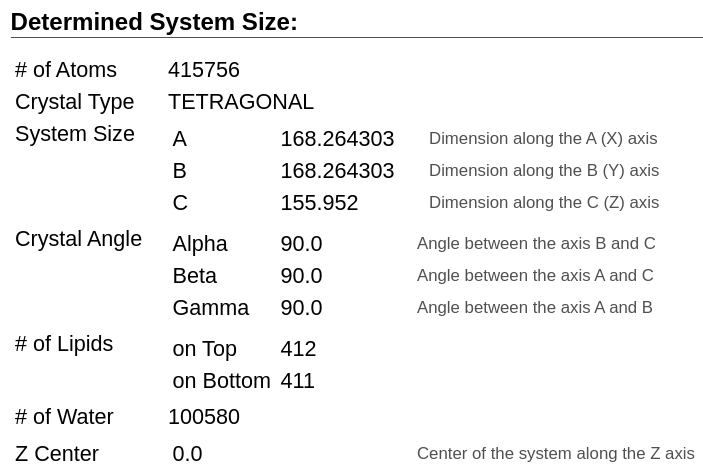 Determined System Size:
# of Atoms 415756
Crystal Type TETRAGONAL
System Size A 168.264303 Dimension along the A (X) axis
B 168.264303 Dimension along the B (Y) axis
C 155.952 Dimension along the C (Z) axis
Crystal Angle Alpha 90.0 Angle between the axis B and C
Beta 90.0 Angle between the axis A and C
Gamma 90.0 Angle between the axis A and B
# of Lipids on Top 412
on Bottom 411
# of Water 100580
Z Center 0.0 Center of the system along the Z axis